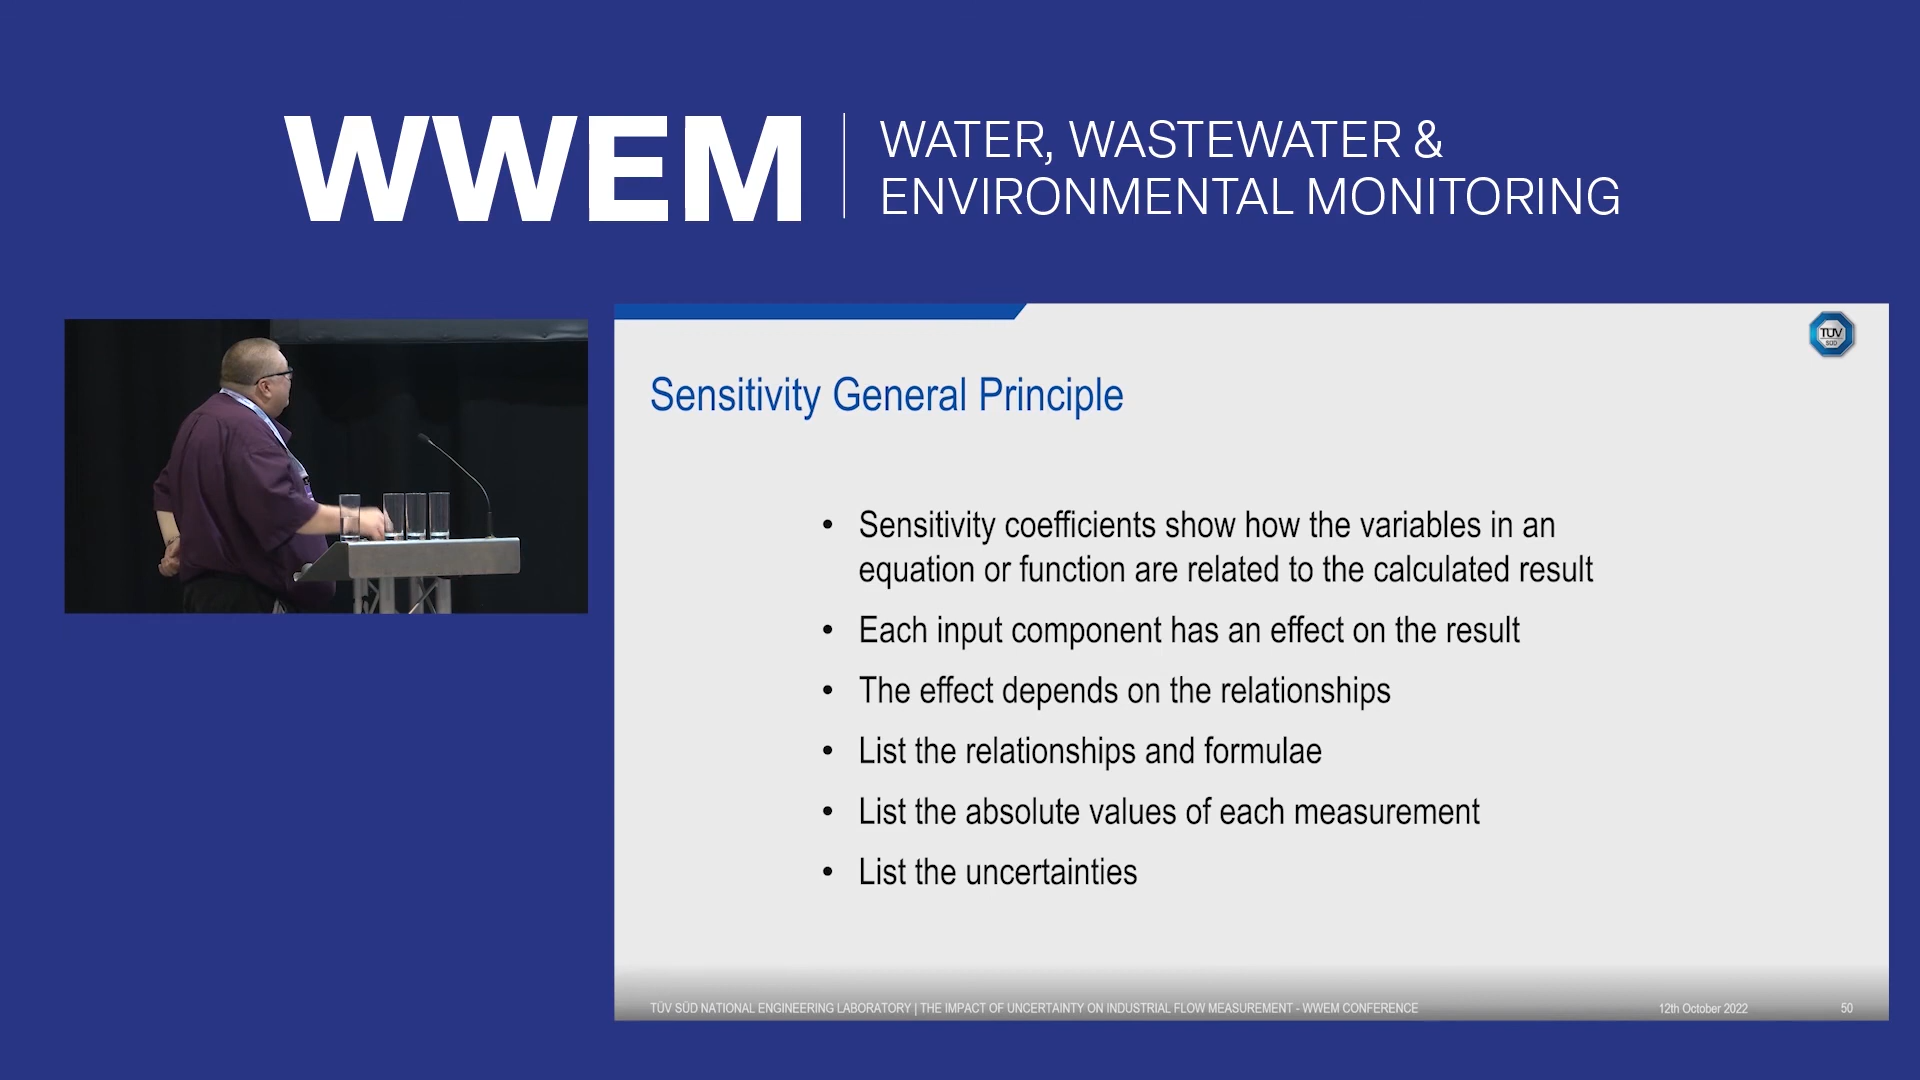 WWEM
WATER, WASTEWATER &
ENVIRONMENTAL MONITORING
TÜV
SÜD
Sensitivity General Principle
• Sensitivity coefficients show how the variables in an
equation or function are related to the calculated result
• Each input component has an effect on the result
• The effect depends on the relationships
• List the relationships and formulae
• List the absolute values of each measurement
• List the uncertainties
TÜV SÜD NATIONAL ENGINEERING LABORATORY | THE IMPACT OF UNCERTAINTY ON INDUSTRIAL FLOW MEASUREMENT - WWEM CONFERENCE
12th October 2022
50